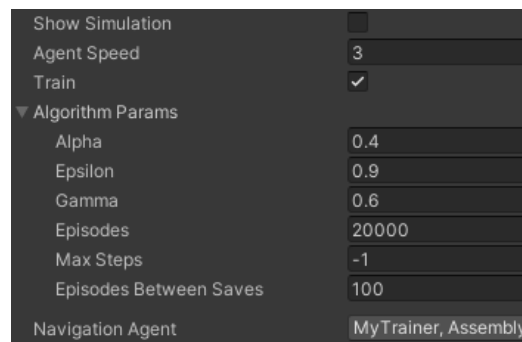 Show Simulation
Agent Speed 3
Train
Algorithm Params
Alpha 0.4
Epsilon 0.9
Gamma 0.6
Episodes 20000
Max Steps -1
Episodes Between Saves 100
Navigation Agent MyTrainer, Assembly